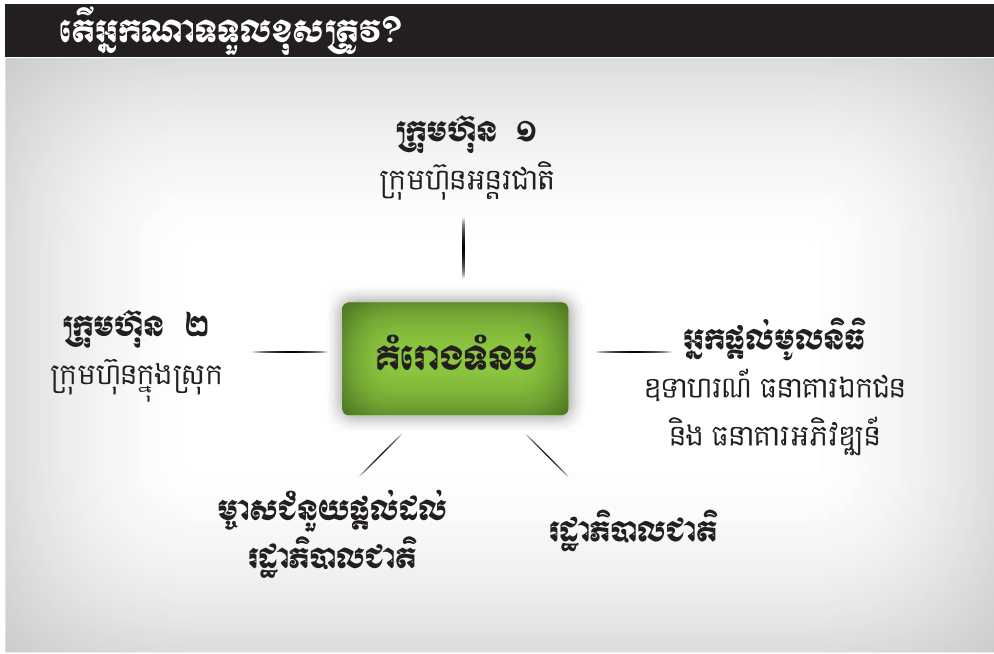 តើអ្នកណាទទួលខុសត្រូវ?
ក្រុមហ៊ុន ១
ក្រុមហ៊ុនអន្តរជាតិ
ក្រុមហ៊ុន ២
ក្រុមហ៊ុនក្នុងស្រុក
គំរោងទំនប់
អ្នកផ្តល់មូលនិធិ
ឧទាហរណ៍ ធនាគារឯកជន
និង ធនាគារអភិវឌ្ឍន៍
ម្ចាសជំនួយផ្តល់ដល់
រដ្ឋាភិបាលជាតិ
រដ្ឋាភិបាលជាតិ